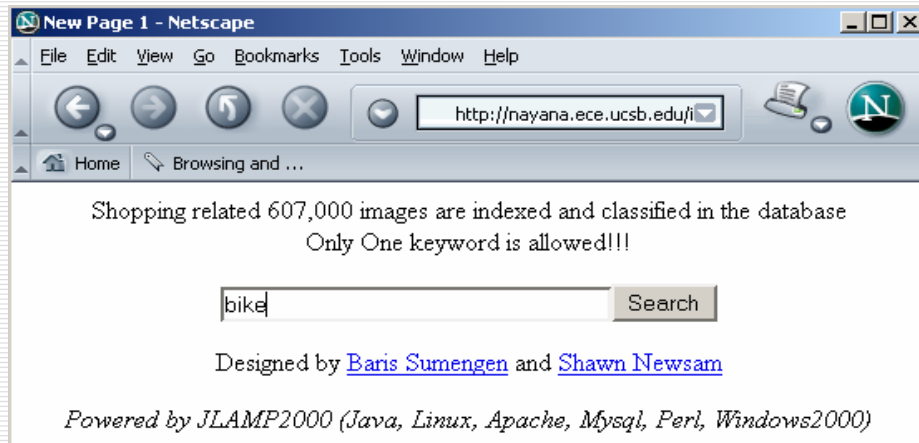 New Page 1 - Netscape
File Edit View Go Bookmarks Tools Window Help
http://nayana.ece.ucsb.edu/i
N
Home Browsing and ...
Shopping related 607,000 images are indexed and classified in the database
Only One keyword is allowed!!!
bike Search
Designed by Baris Sumengen and Shawn Newsam
Powered by JLAMP2000 (Java, Linux, Apache, Mysql, Perl, Windows2000)